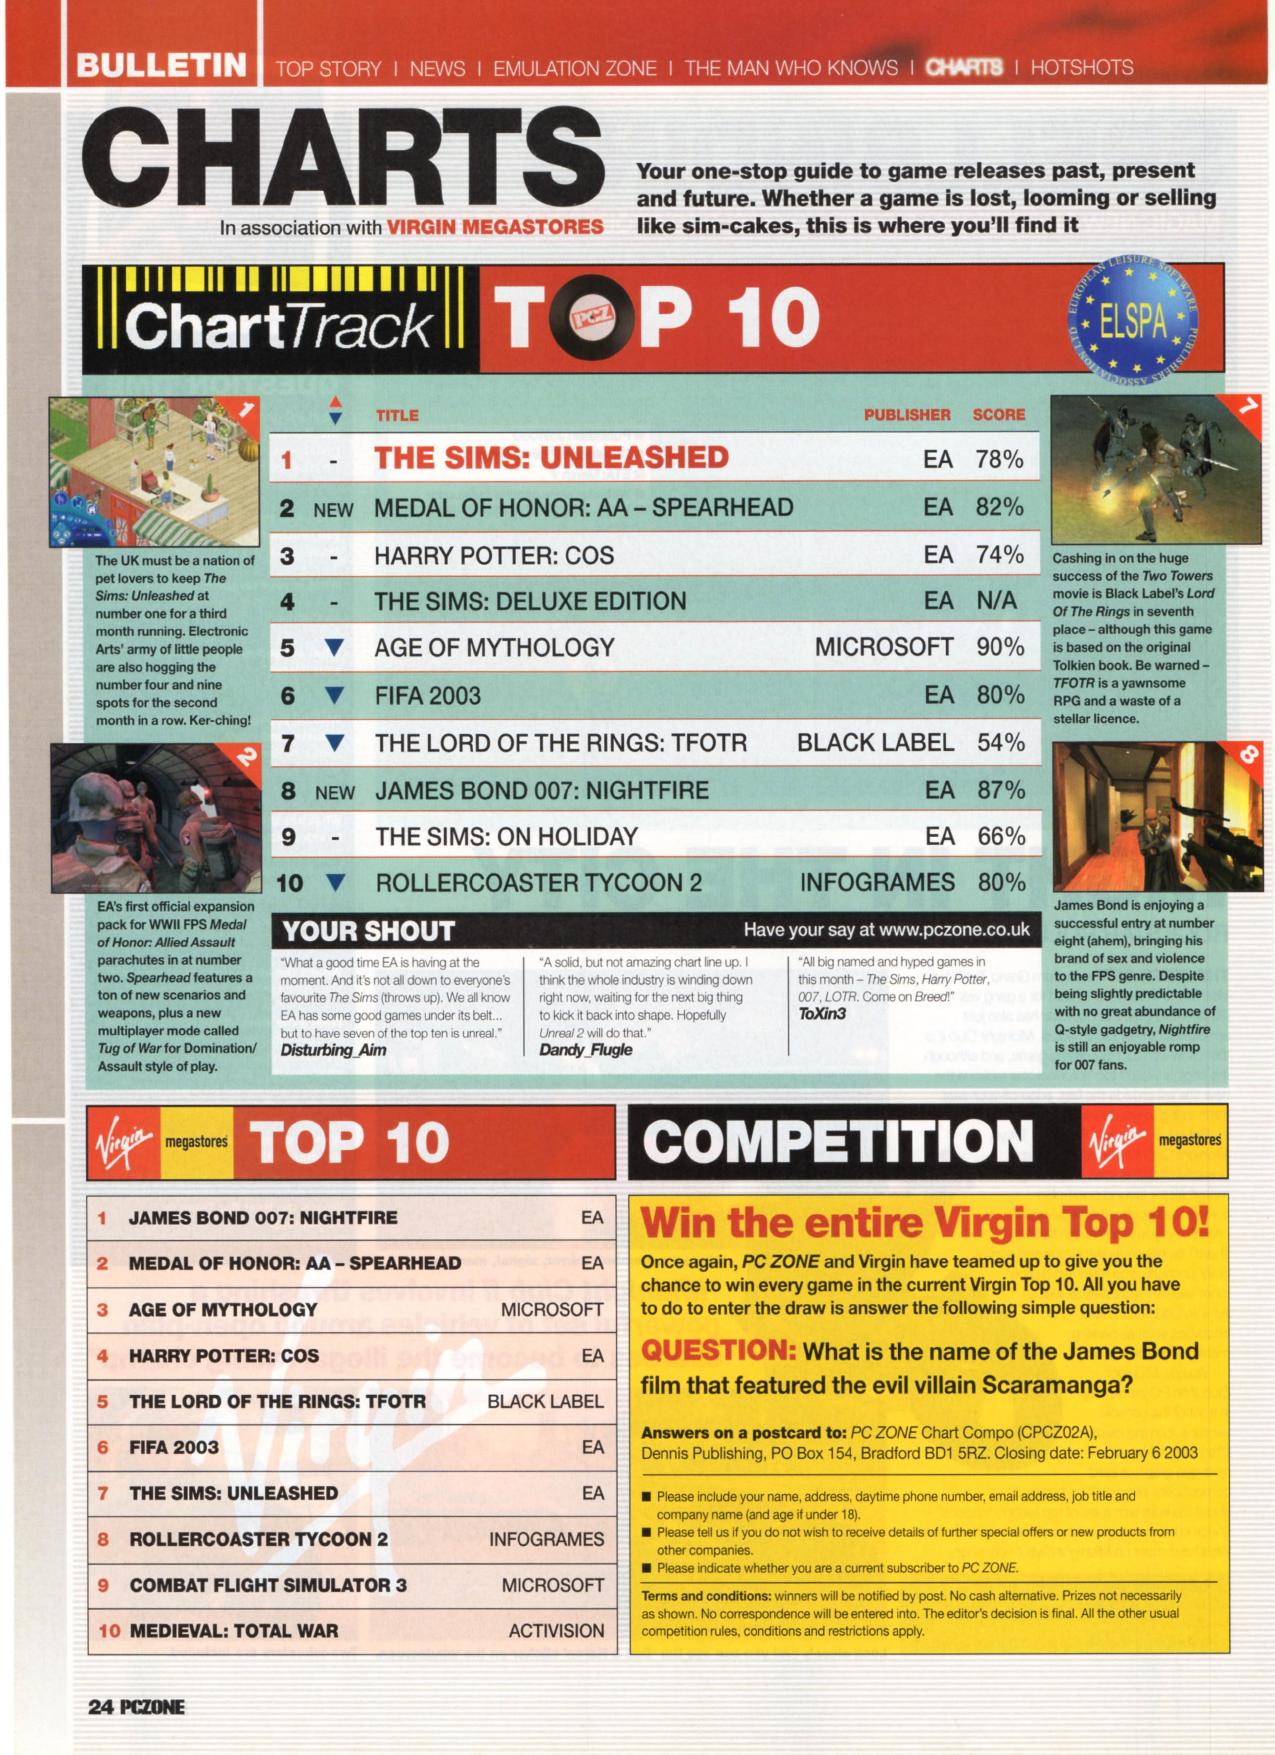 BULLETIN
TOP STORY | NEWS | EMULATION ZONE | THE MAN WHO KNOWS | CHARTS | HOTSHOTS
CHARTS
In association with VIRGIN MEGASTORES
Your one-stop guide to game releases past, present
and future. Whether a game is lost, looming or selling
like sim-cakes, this is where you'll find it
ChartTrack
TOP 10
PCZ
EUROPEAN LEISURE SOFTWARE PUBLISHERS ASSOCIATION LTD
ELSPA
TITLE PUBLISHER SCORE
1 - THE SIMS: UNLEASHED EA 78%
2 NEW MEDAL OF HONOR: AA – SPEARHEAD EA 82%
3 - HARRY POTTER: COS EA 74%
4 - THE SIMS: DELUXE EDITION EA N/A
5 ▼ AGE OF MYTHOLOGY MICROSOFT 90%
6 ▼ FIFA 2003 EA 80%
7 ▼ THE LORD OF THE RINGS: TFOTR BLACK LABEL 54%
8 NEW JAMES BOND 007: NIGHTFIRE EA 87%
9 - THE SIMS: ON HOLIDAY EA 66%
10 ▼ ROLLERCOASTER TYCOON 2 INFOGRAMES 80%
1
The UK must be a nation of
pet lovers to keep The
Sims: Unleashed at
number one for a third
month running. Electronic
Arts' army of little people
are also hogging the
number four and nine
spots for the second
month in a row. Ker-ching!
2
EA's first official expansion
pack for WWII FPS Medal
of Honor: Allied Assault
parachutes in at number
two. Spearhead features a
ton of new scenarios and
weapons, plus a new
multiplayer mode called
Tug of War for Domination/
Assault style of play.
7
Cashing in on the huge
success of the Two Towers
movie is Black Label's Lord
Of The Rings in seventh
place – although this game
is based on the original
Tolkien book. Be warned –
TFOTR is a yawnsome
RPG and a waste of a
stellar licence.
8
James Bond is enjoying a
successful entry at number
eight (ahem), bringing his
brand of sex and violence
to the FPS genre. Despite
being slightly predictable
with no great abundance of
Q-style gadgetry, Nightfire
is still an enjoyable romp
for 007 fans.
YOUR SHOUT
Have your say at www.pczone.co.uk
"What a good time EA is having at the
moment. And it's not all down to everyone's
favourite The Sims (throws up). We all know
EA has some good games under its belt...
but to have seven of the top ten is unreal."
Disturbing_Aim
"A solid, but not amazing chart line up. I
think the whole industry is winding down
right now, waiting for the next big thing
to kick it back into shape. Hopefully
Unreal 2 will do that."
Dandy_Flugle
"All big named and hyped games in
this month – The Sims, Harry Potter,
007, LOTR. Come on Breed!"
ToXin3
Virgin megastores TOP 10
1 JAMES BOND 007: NIGHTFIRE EA
2 MEDAL OF HONOR: AA – SPEARHEAD EA
3 AGE OF MYTHOLOGY MICROSOFT
4 HARRY POTTER: COS EA
5 THE LORD OF THE RINGS: TFOTR BLACK LABEL
6 FIFA 2003 EA
7 THE SIMS: UNLEASHED EA
8 ROLLERCOASTER TYCOON 2 INFOGRAMES
9 COMBAT FLIGHT SIMULATOR 3 MICROSOFT
10 MEDIEVAL: TOTAL WAR ACTIVISION
Virgin
COMPETITION Virgin megastores
Win the entire Virgin Top 10!
Once again, PC ZONE and Virgin have teamed up to give you the
chance to win every game in the current Virgin Top 10. All you have
to do to enter the draw is answer the following simple question:
QUESTION: What is the name of the James Bond
film that featured the evil villain Scaramanga?
Answers on a postcard to: PC ZONE Chart Compo (CPCZ02A),
Dennis Publishing, PO Box 154, Bradford BD1 5RZ. Closing date: February 6 2003
■ Please include your name, address, daytime phone number, email address, job title and
company name (and age if under 18).
■ Please tell us if you do not wish to receive details of further special offers or new products from
other companies.
■ Please indicate whether you are a current subscriber to PC ZONE.
Terms and conditions: winners will be notified by post. No cash alternative. Prizes not necessarily
as shown. No correspondence will be entered into. The editor's decision is final. All the other usual
competition rules, conditions and restrictions apply.
24 PCZONE